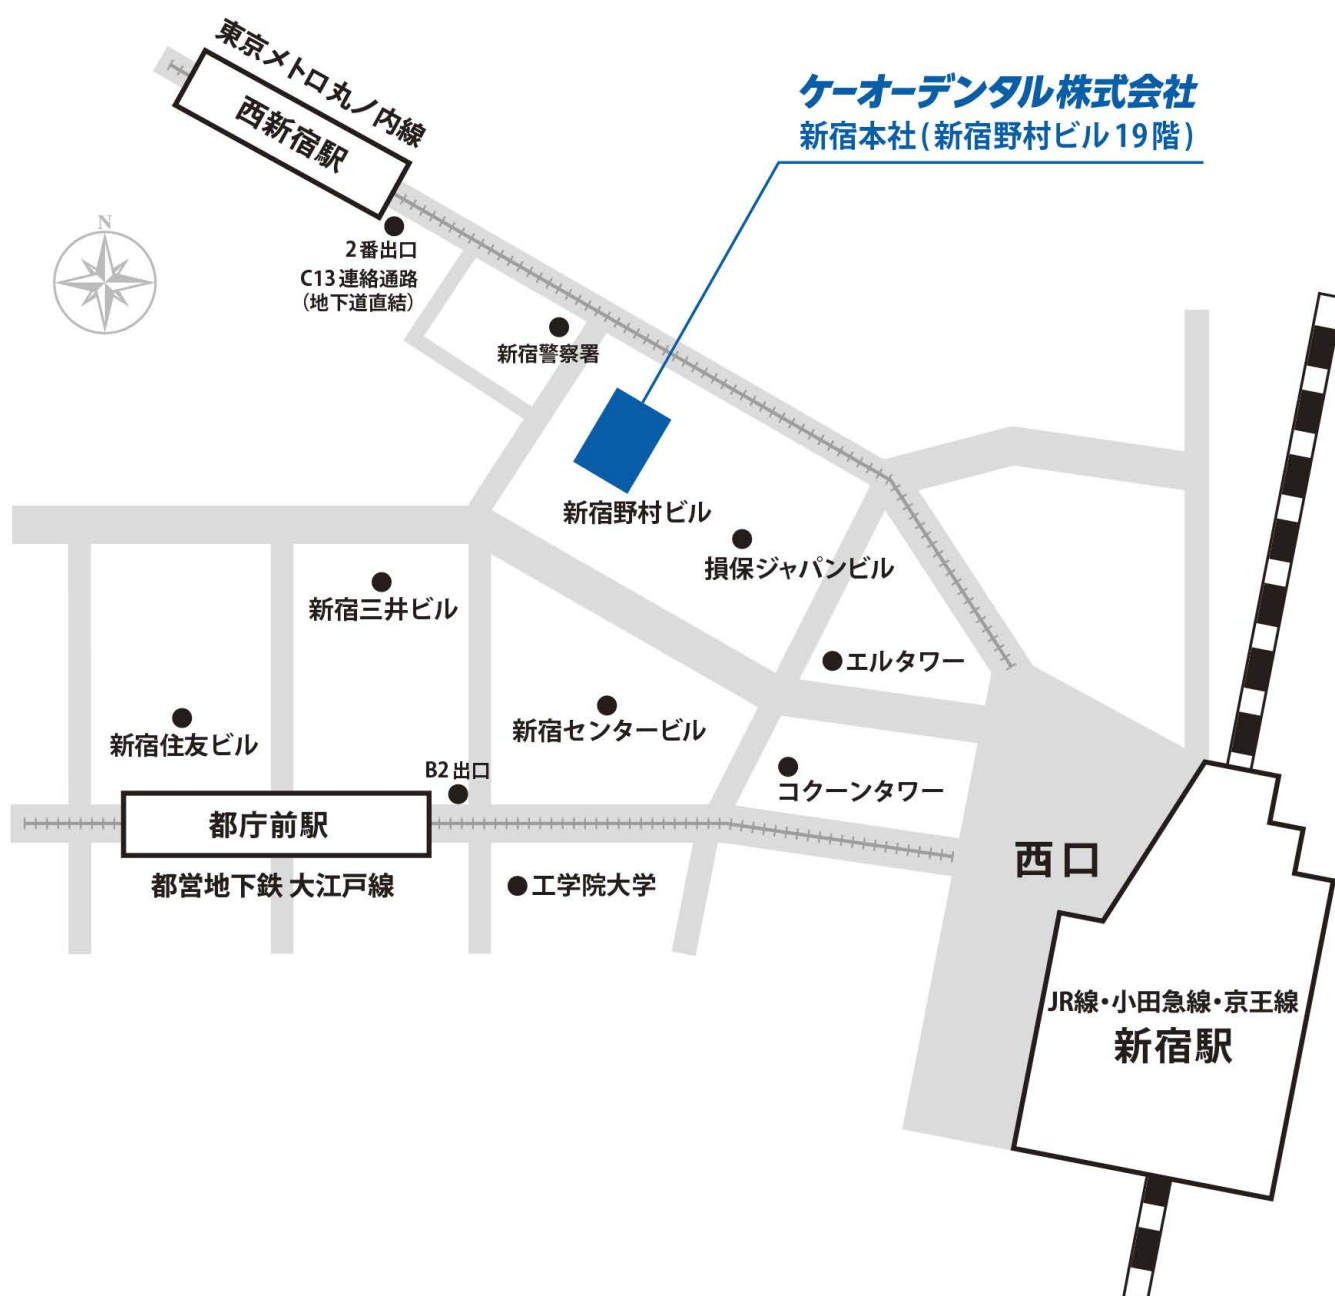 東京メトロ丸ノ内線
西新宿駅
ケーオーデンタル株式会社
新宿本社(新宿野村ビル19階)
N
2番出口
C13連絡通路
(地下道直結)
新宿警察署
新宿野村ビル
損保ジャパンビル
新宿三井ビル
エルタワー
新宿センタービル
新宿住友ビル
B2出口
コクーンタワー
都庁前駅
西口
都営地下鉄 大江戸線
工学院大学
JR線・小田急線・京王線
新宿駅